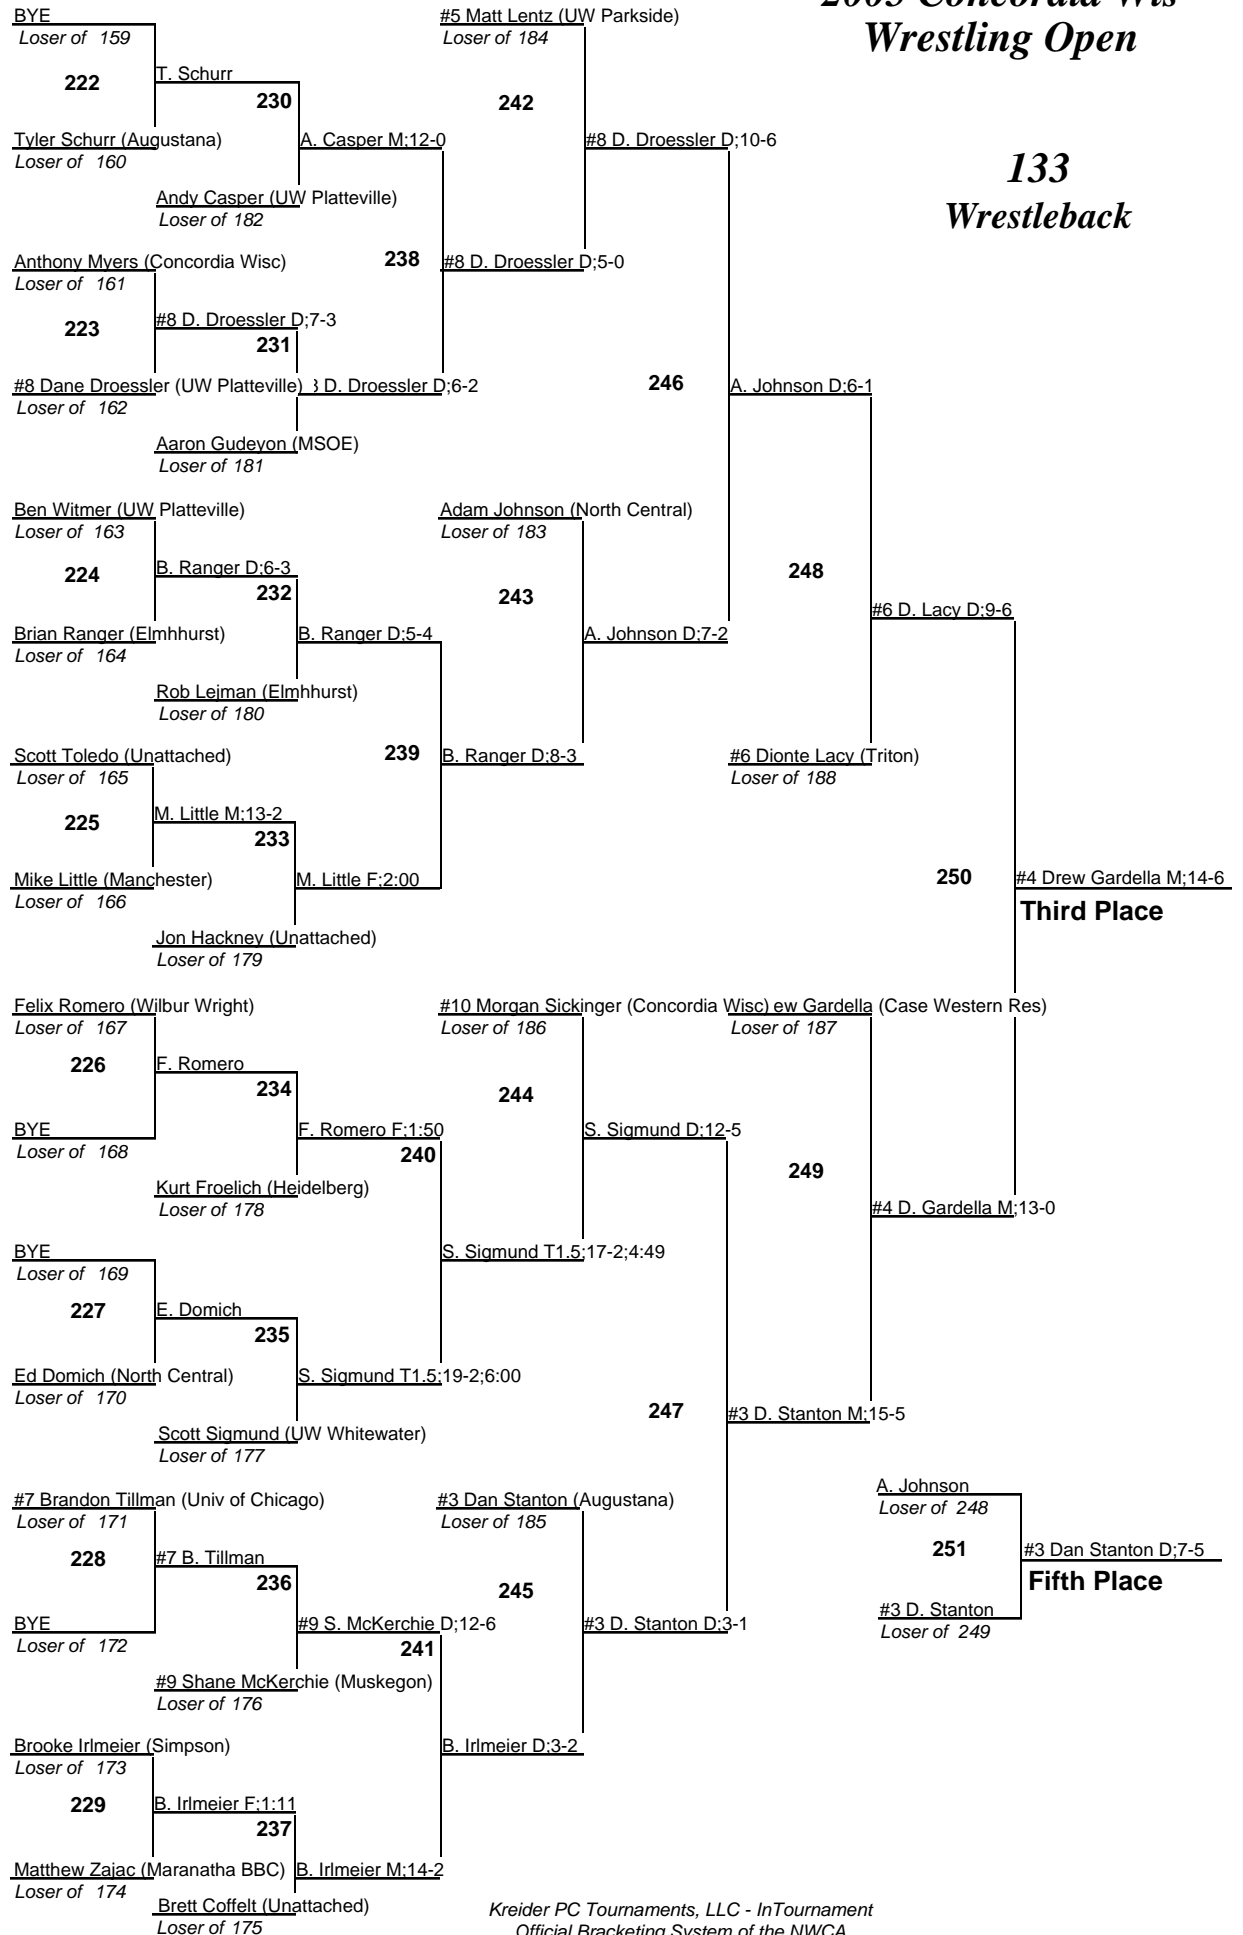 2003 Concordia Wis
Wrestling Open
133
Wrestleback
BYE
Loser of 159
222
T. Schurr
230
Tyler Schurr (Augustana)
Loser of 160
A. Casper M;12-0
Andy Casper (UW Platteville)
Loser of 182
Anthony Myers (Concordia Wisc)
Loser of 161
238
#8 D. Droessler D;5-0
223
#8 D. Droessler D;7-3
231
#8 Dane Droessler (UW Platteville)
Loser of 162
D. Droessler D;6-2
Aaron Gudeyon (MSOE)
Loser of 181
#5 Matt Lentz (UW Parkside)
Loser of 184
242
#8 D. Droessler D;10-6
246
A. Johnson D;6-1
Ben Witmer (UW Platteville)
Loser of 163
224
B. Ranger D;6-3
232
Brian Ranger (Elmhhurst)
Loser of 164
B. Ranger D;5-4
Rob Lejman (Elmhhurst)
Loser of 180
Scott Toledo (Unattached)
Loser of 165
239
B. Ranger D;8-3
225
M. Little M;13-2
233
Mike Little (Manchester)
Loser of 166
M. Little F;2:00
Jon Hackney (Unattached)
Loser of 179
Adam Johnson (North Central)
Loser of 183
243
A. Johnson D;7-2
248
#6 D. Lacy D;9-6
#6 Dionte Lacy (Triton)
Loser of 188
250
#4 Drew Gardella M;14-6
Third Place
Felix Romero (Wilbur Wright)
Loser of 167
226
F. Romero
234
BYE
Loser of 168
F. Romero F;1:50
240
Kurt Froelich (Heidelberg)
Loser of 178
BYE
Loser of 169
S. Sigmund T1.5;17-2;4:49
227
E. Domich
235
Ed Domich (North Central)
Loser of 170
S. Sigmund T1.5;19-2;6:00
Scott Sigmund (UW Whitewater)
Loser of 177
#10 Morgan Sickinger (Concordia Wisc)
Loser of 186
244
S. Sigmund D;12-5
ew Gardella (Case Western Res)
Loser of 187
249
#4 D. Gardella M;13-0
247
#3 D. Stanton M;15-5
#7 Brandon Tillman (Univ of Chicago)
Loser of 171
228
#7 B. Tillman
236
BYE
Loser of 172
#9 S. McKerchie D;12-6
241
#9 Shane McKerchie (Muskegon)
Loser of 176
Brooke Irlmeier (Simpson)
Loser of 173
B. Irlmeier D;3-2
229
B. Irlmeier F;1:11
237
Matthew Zajac (Maranatha BBC)
Loser of 174
B. Irlmeier M;14-2
Brett Coffelt (Unattached)
Loser of 175
#3 Dan Stanton (Augustana)
Loser of 185
245
#3 D. Stanton D;3-1
A. Johnson
Loser of 248
251
#3 Dan Stanton D;7-5
Fifth Place
#3 D. Stanton
Loser of 249
Kreider PC Tournaments, LLC - InTournament
Official Bracketing System of the NWCA